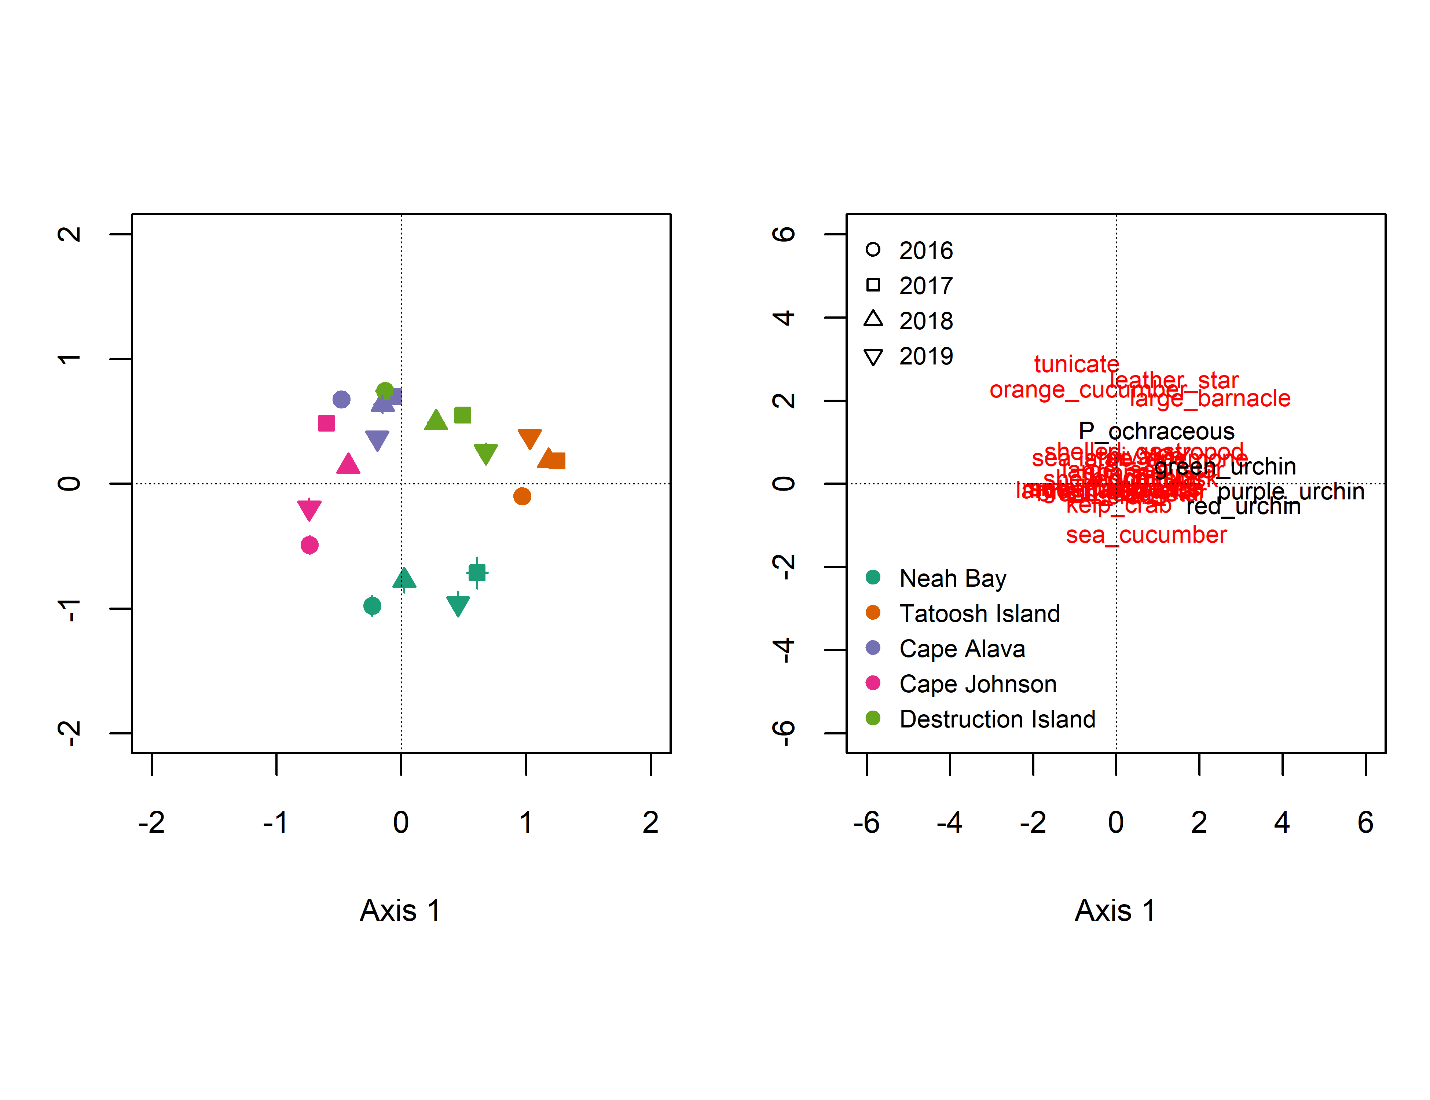 2
1
0
-1
-2
-2
-1
0
1
2
Axis 1
6
4
2
0
-2
-4
-6
2016
2017
2018
2019
tunicate
leather_star
orange_cucumber
large_barnacle
P_ochraceous
shelled_gastropod
green_urchin
purple_urchin
red_urchin
kelp_crab
sea_cucumber
Neah Bay
Tatoosh Island
Cape Alava
Cape Johnson
Destruction Island
-6
-4
-2
0
2
4
6
Axis 1